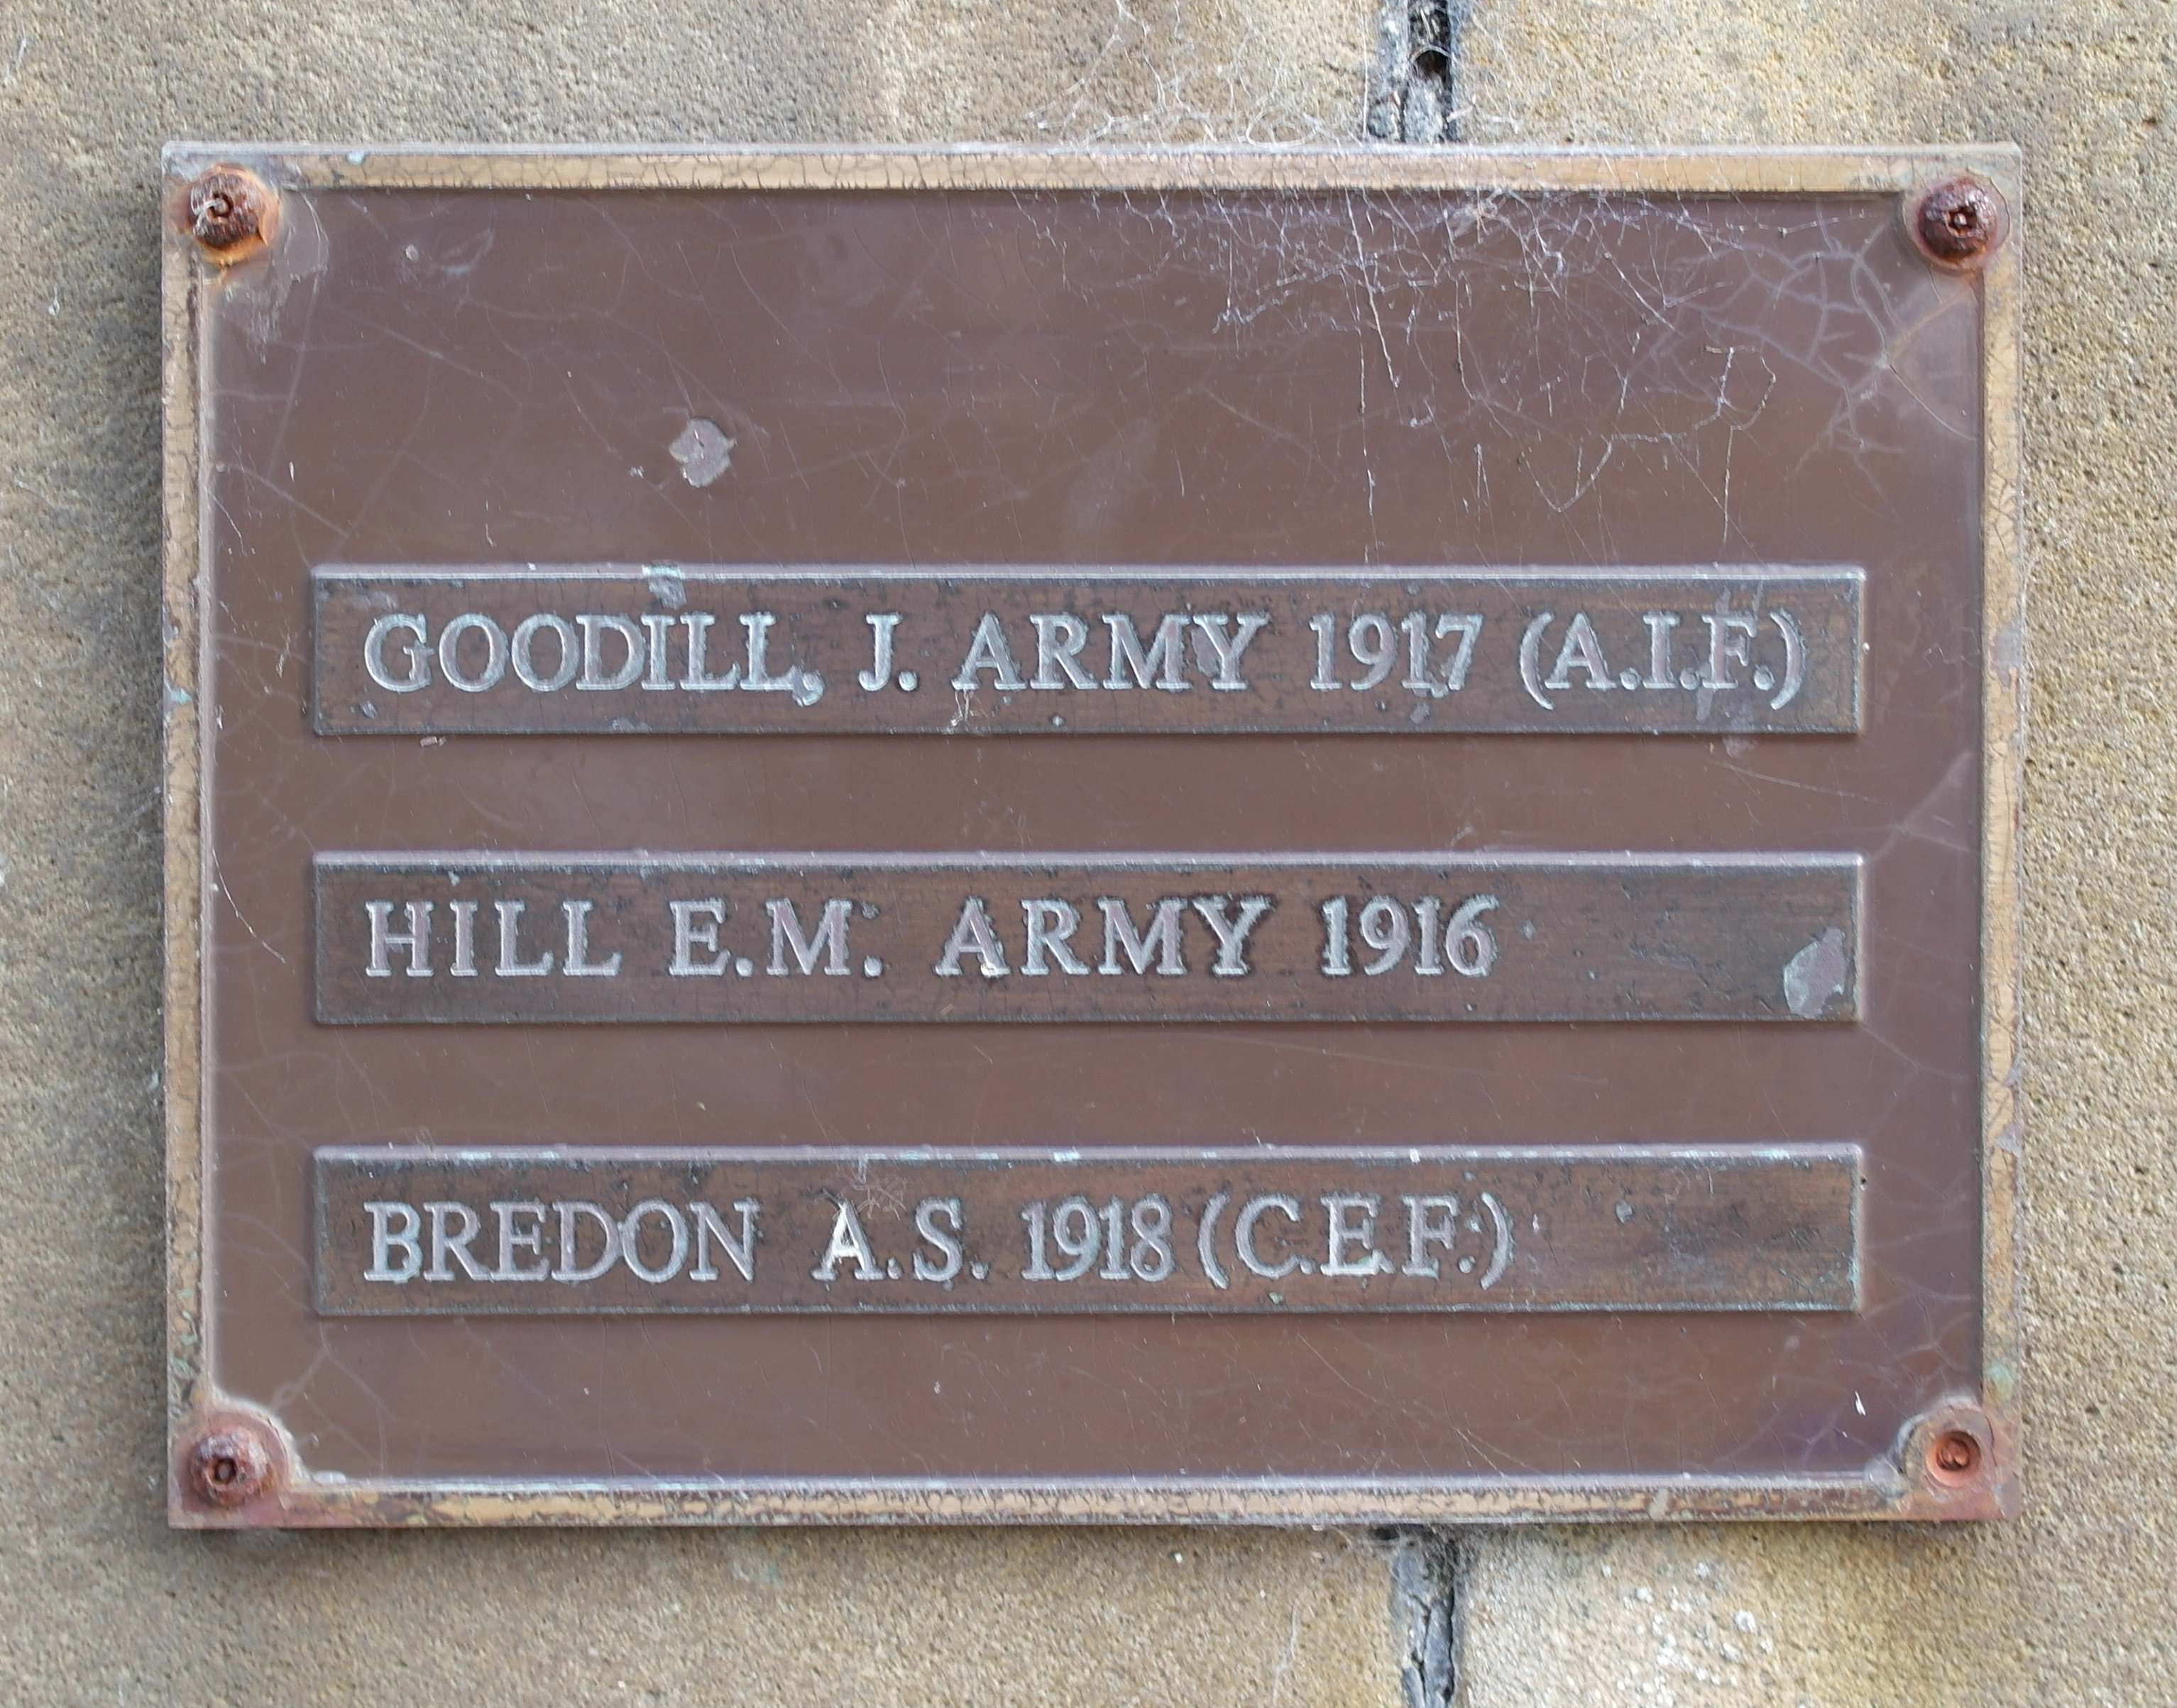 GOODILL, J. ARMY 1917 (A.I.F.)
HILL E.M. ARMY 1916
BREDON A.S. 1918 (C.E.F.)